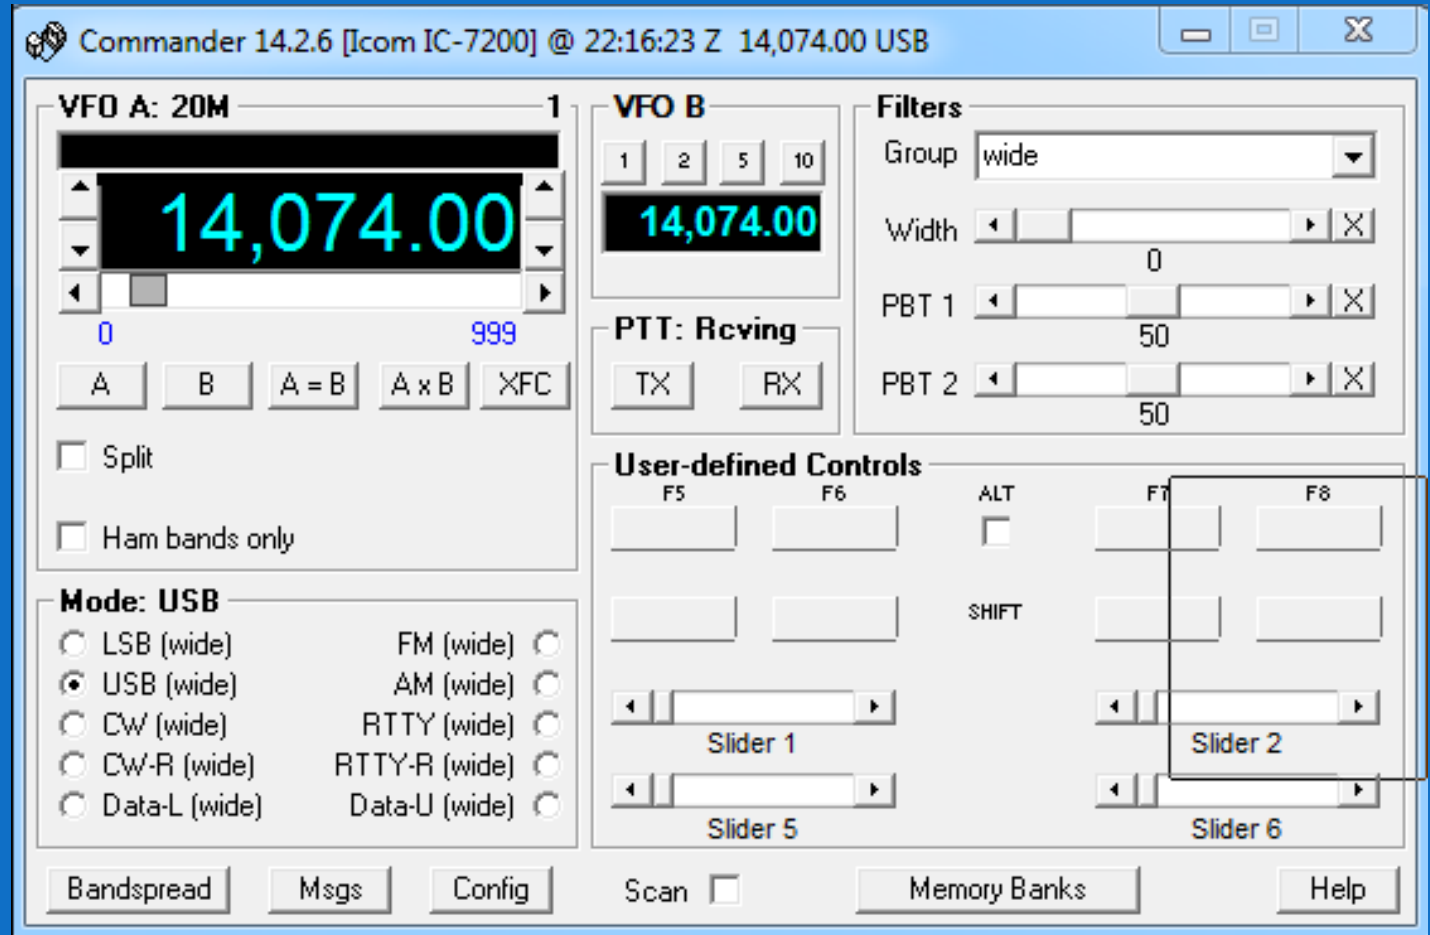 Commander 14.2.6 [Icom IC-7200] @ 22:16:23 Z 14,074.00 USB
VFO A: 20M 1
14,074.00
0 999
A B A = B A x B XFC
Split
Ham bands only
VFO B
1 2 5 10
14,074.00
PTT: Rcving
TX RX
Filters
Group wide
Width X
0
PBT 1 X
50
PBT 2 X
50
Mode: USB
LSB (wide) FM (wide)
USB (wide) AM (wide)
CW (wide) RTTY (wide)
CW-R (wide) RTTY-R (wide)
Data-L (wide) Data-U (wide)
User-defined Controls
F5 F6 ALT F7 F8
SHIFT
Slider 1 Slider 2
Slider 5 Slider 6
Bandspread Msgs Config Scan Memory Banks Help